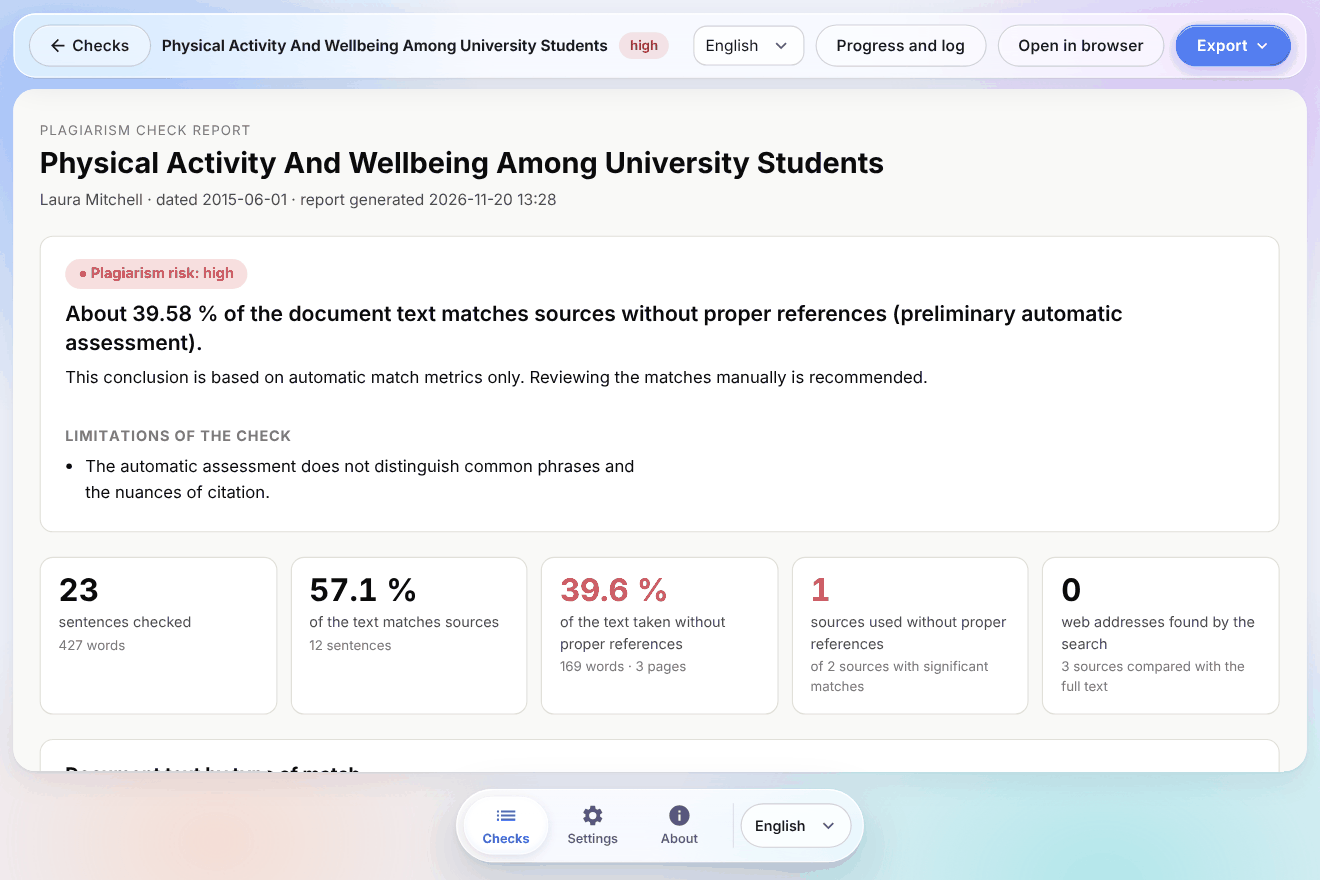 Checks
Physical Activity And Wellbeing Among University Students
high
English
Progress and log
Open in browser
Export
PLAGIARISM CHECK REPORT
Physical Activity And Wellbeing Among University Students
Laura Mitchell · dated 2015-06-01 · report generated 2026-11-20 13:28
• Plagiarism risk: high
About 39.58 % of the document text matches sources without proper references (preliminary automatic
assessment).
This conclusion is based on automatic match metrics only. Reviewing the matches manually is recommended.
LIMITATIONS OF THE CHECK
• The automatic assessment does not distinguish common phrases and
the nuances of citation.
23
sentences checked
427 words
57.1 %
of the text matches sources
12 sentences
39.6 %
of the text taken without
proper references
169 words · 3 pages
1
sources used without proper
references
of 2 sources with significant
matches
0
web addresses found by the
search
3 sources compared with the
full text
Document text by type of match
Checks
Settings
About
English